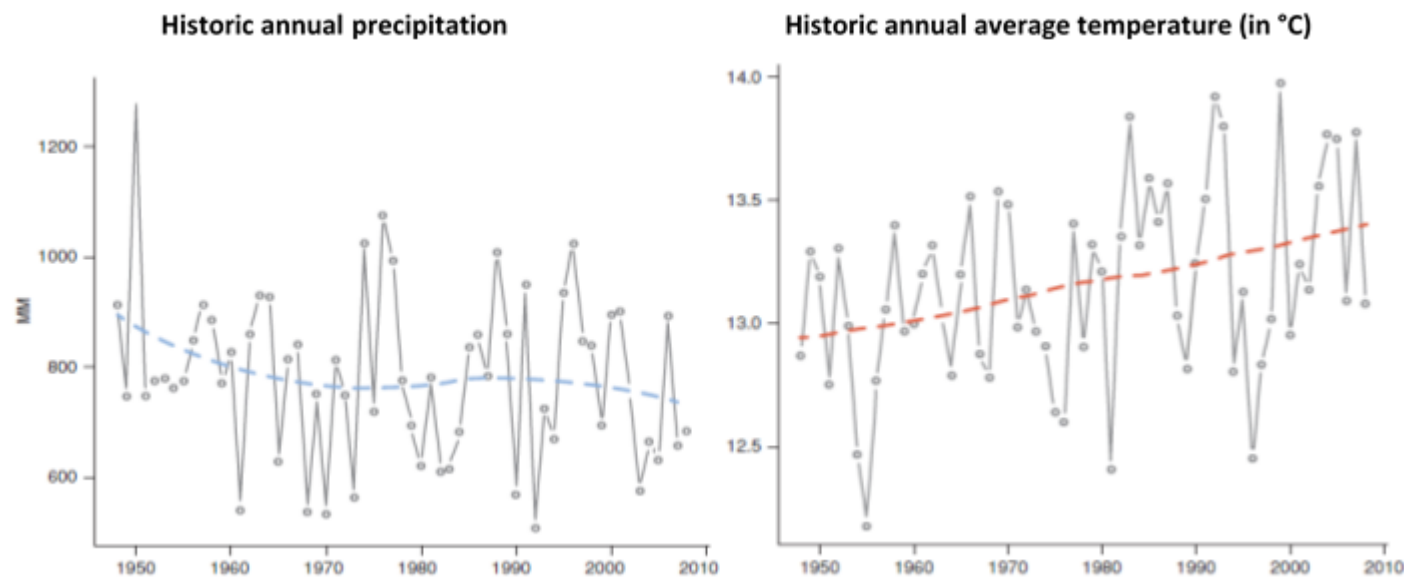 Historic annual precipitation
MM
1200
1000
800
600
1950 1960 1970 1980 1990 2000 2010
Historic annual average temperature (in °C)
14.0
13.5
13.0
12.5
1950 1960 1970 1980 1990 2000 2010